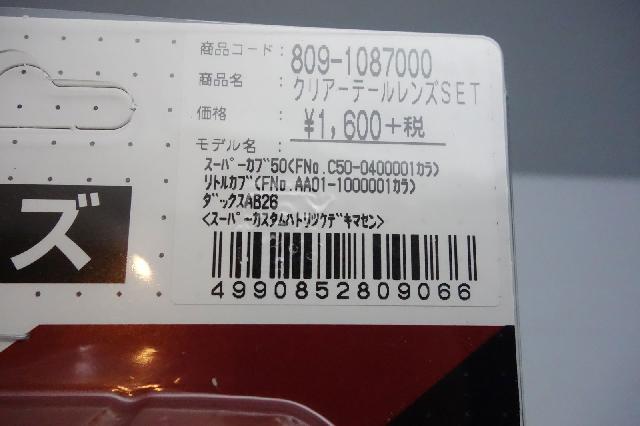 商品コード : 809-1087000
商品名 : クリアーテールレンズSET
価格 : ¥1,600+税
モデル名 :
スーパーカブ50(FNo.C50-0400001カラ)
リトルカブ(FNo.AA01-1000001カラ)
ダックスAB26
<スーパーカスタムハトリツケデキマセン>
ズ
4990852809066